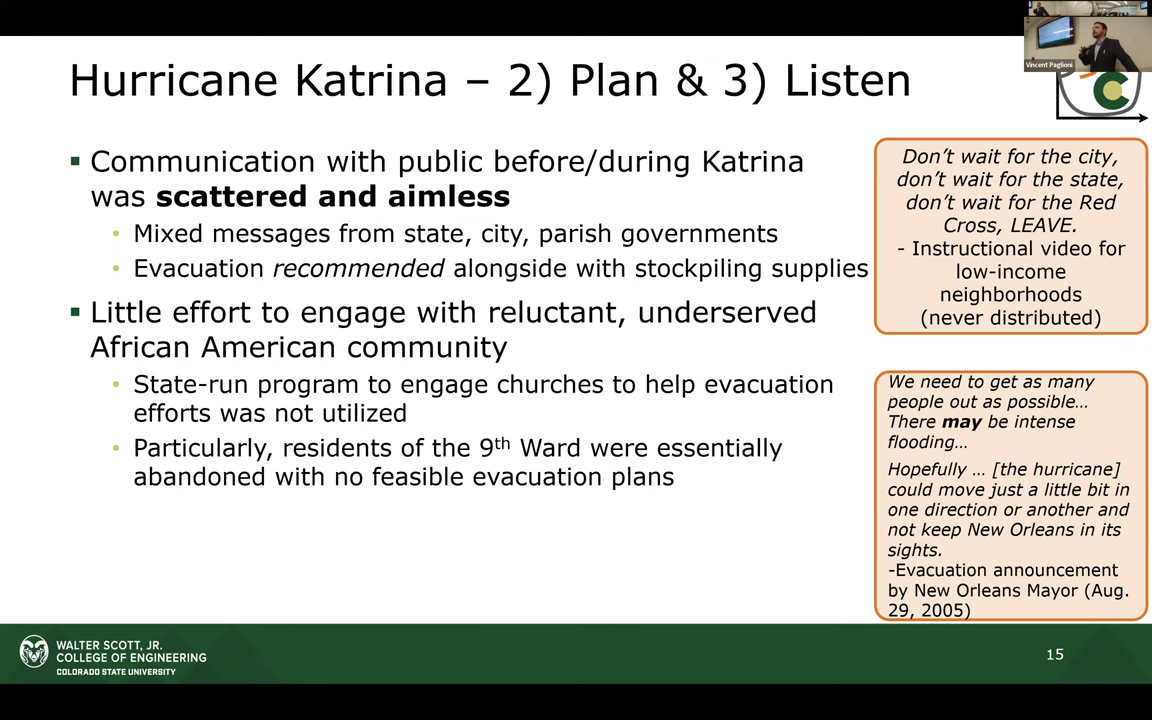 Vincent Paglioni
Hurricane Katrina – 2) Plan & 3) Listen
▪ Communication with public before/during Katrina
was scattered and aimless
• Mixed messages from state, city, parish governments
• Evacuation recommended alongside with stockpiling supplies
▪ Little effort to engage with reluctant, underserved
African American community
• State-run program to engage churches to help evacuation
efforts was not utilized
• Particularly, residents of the 9th Ward were essentially
abandoned with no feasible evacuation plans
Don’t wait for the city,
don’t wait for the state,
don’t wait for the Red
Cross, LEAVE.
- Instructional video for
low-income
neighborhoods
(never distributed)
We need to get as many
people out as possible…
There may be intense
flooding…
Hopefully … [the hurricane]
could move just a little bit in
one direction or another and
not keep New Orleans in its
sights.
-Evacuation announcement
by New Orleans Mayor (Aug.
29, 2005)
WALTER SCOTT, JR.
COLLEGE OF ENGINEERING
COLORADO STATE UNIVERSITY
15